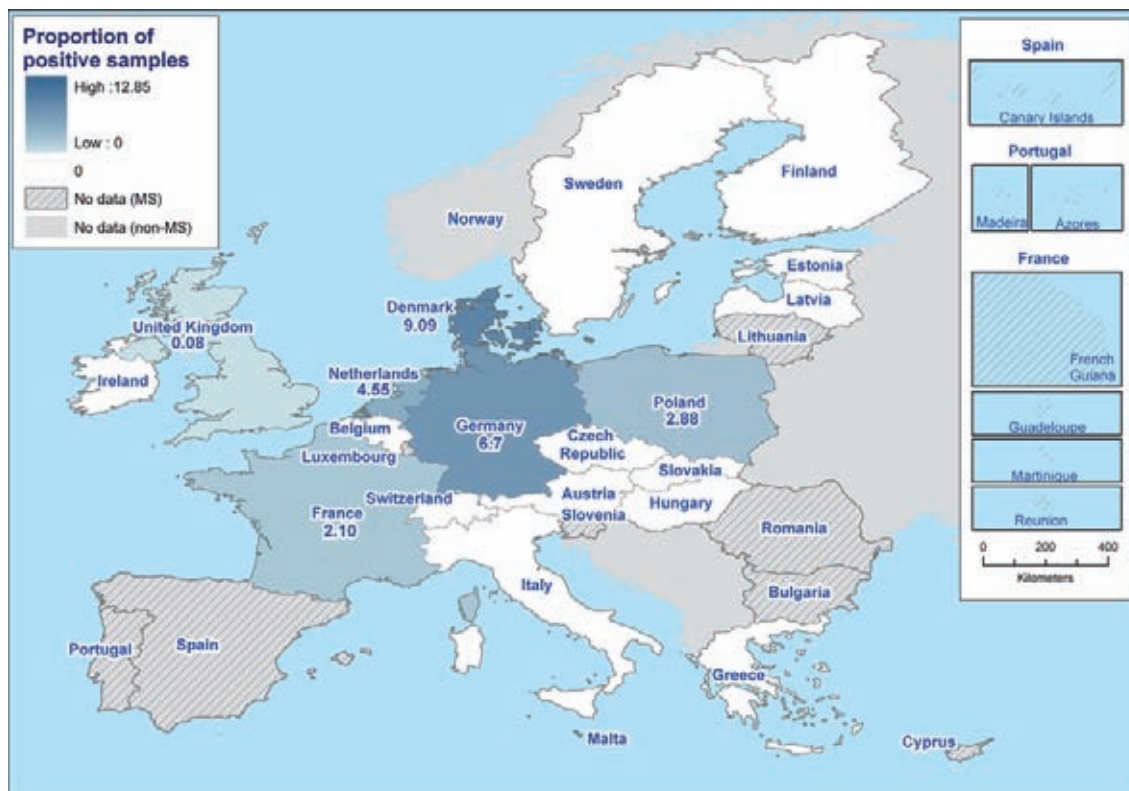 Proportion of
positive samples
High :12.85
Low : 0
0
No data (MS)
No data (non-MS)
Norway
Sweden
Finland
Estonia
Latvia
Lithuania
Denmark
9.09
United Kingdom
0.08
Ireland
Netherlands
4.55
Belgium
Luxembourg
Germany
6.7
Poland
2.88
Czech
Republic
Slovakia
Austria
Hungary
Slovenia
Switzerland
France
2.10
Romania
Bulgaria
Italy
Portugal
Spain
Greece
Malta
Cyprus
Spain
Canary Islands
Portugal
Madeira
Azores
France
French
Guiana
Guadeloupe
Martinique
Reunion
0 200 400
Kilometers